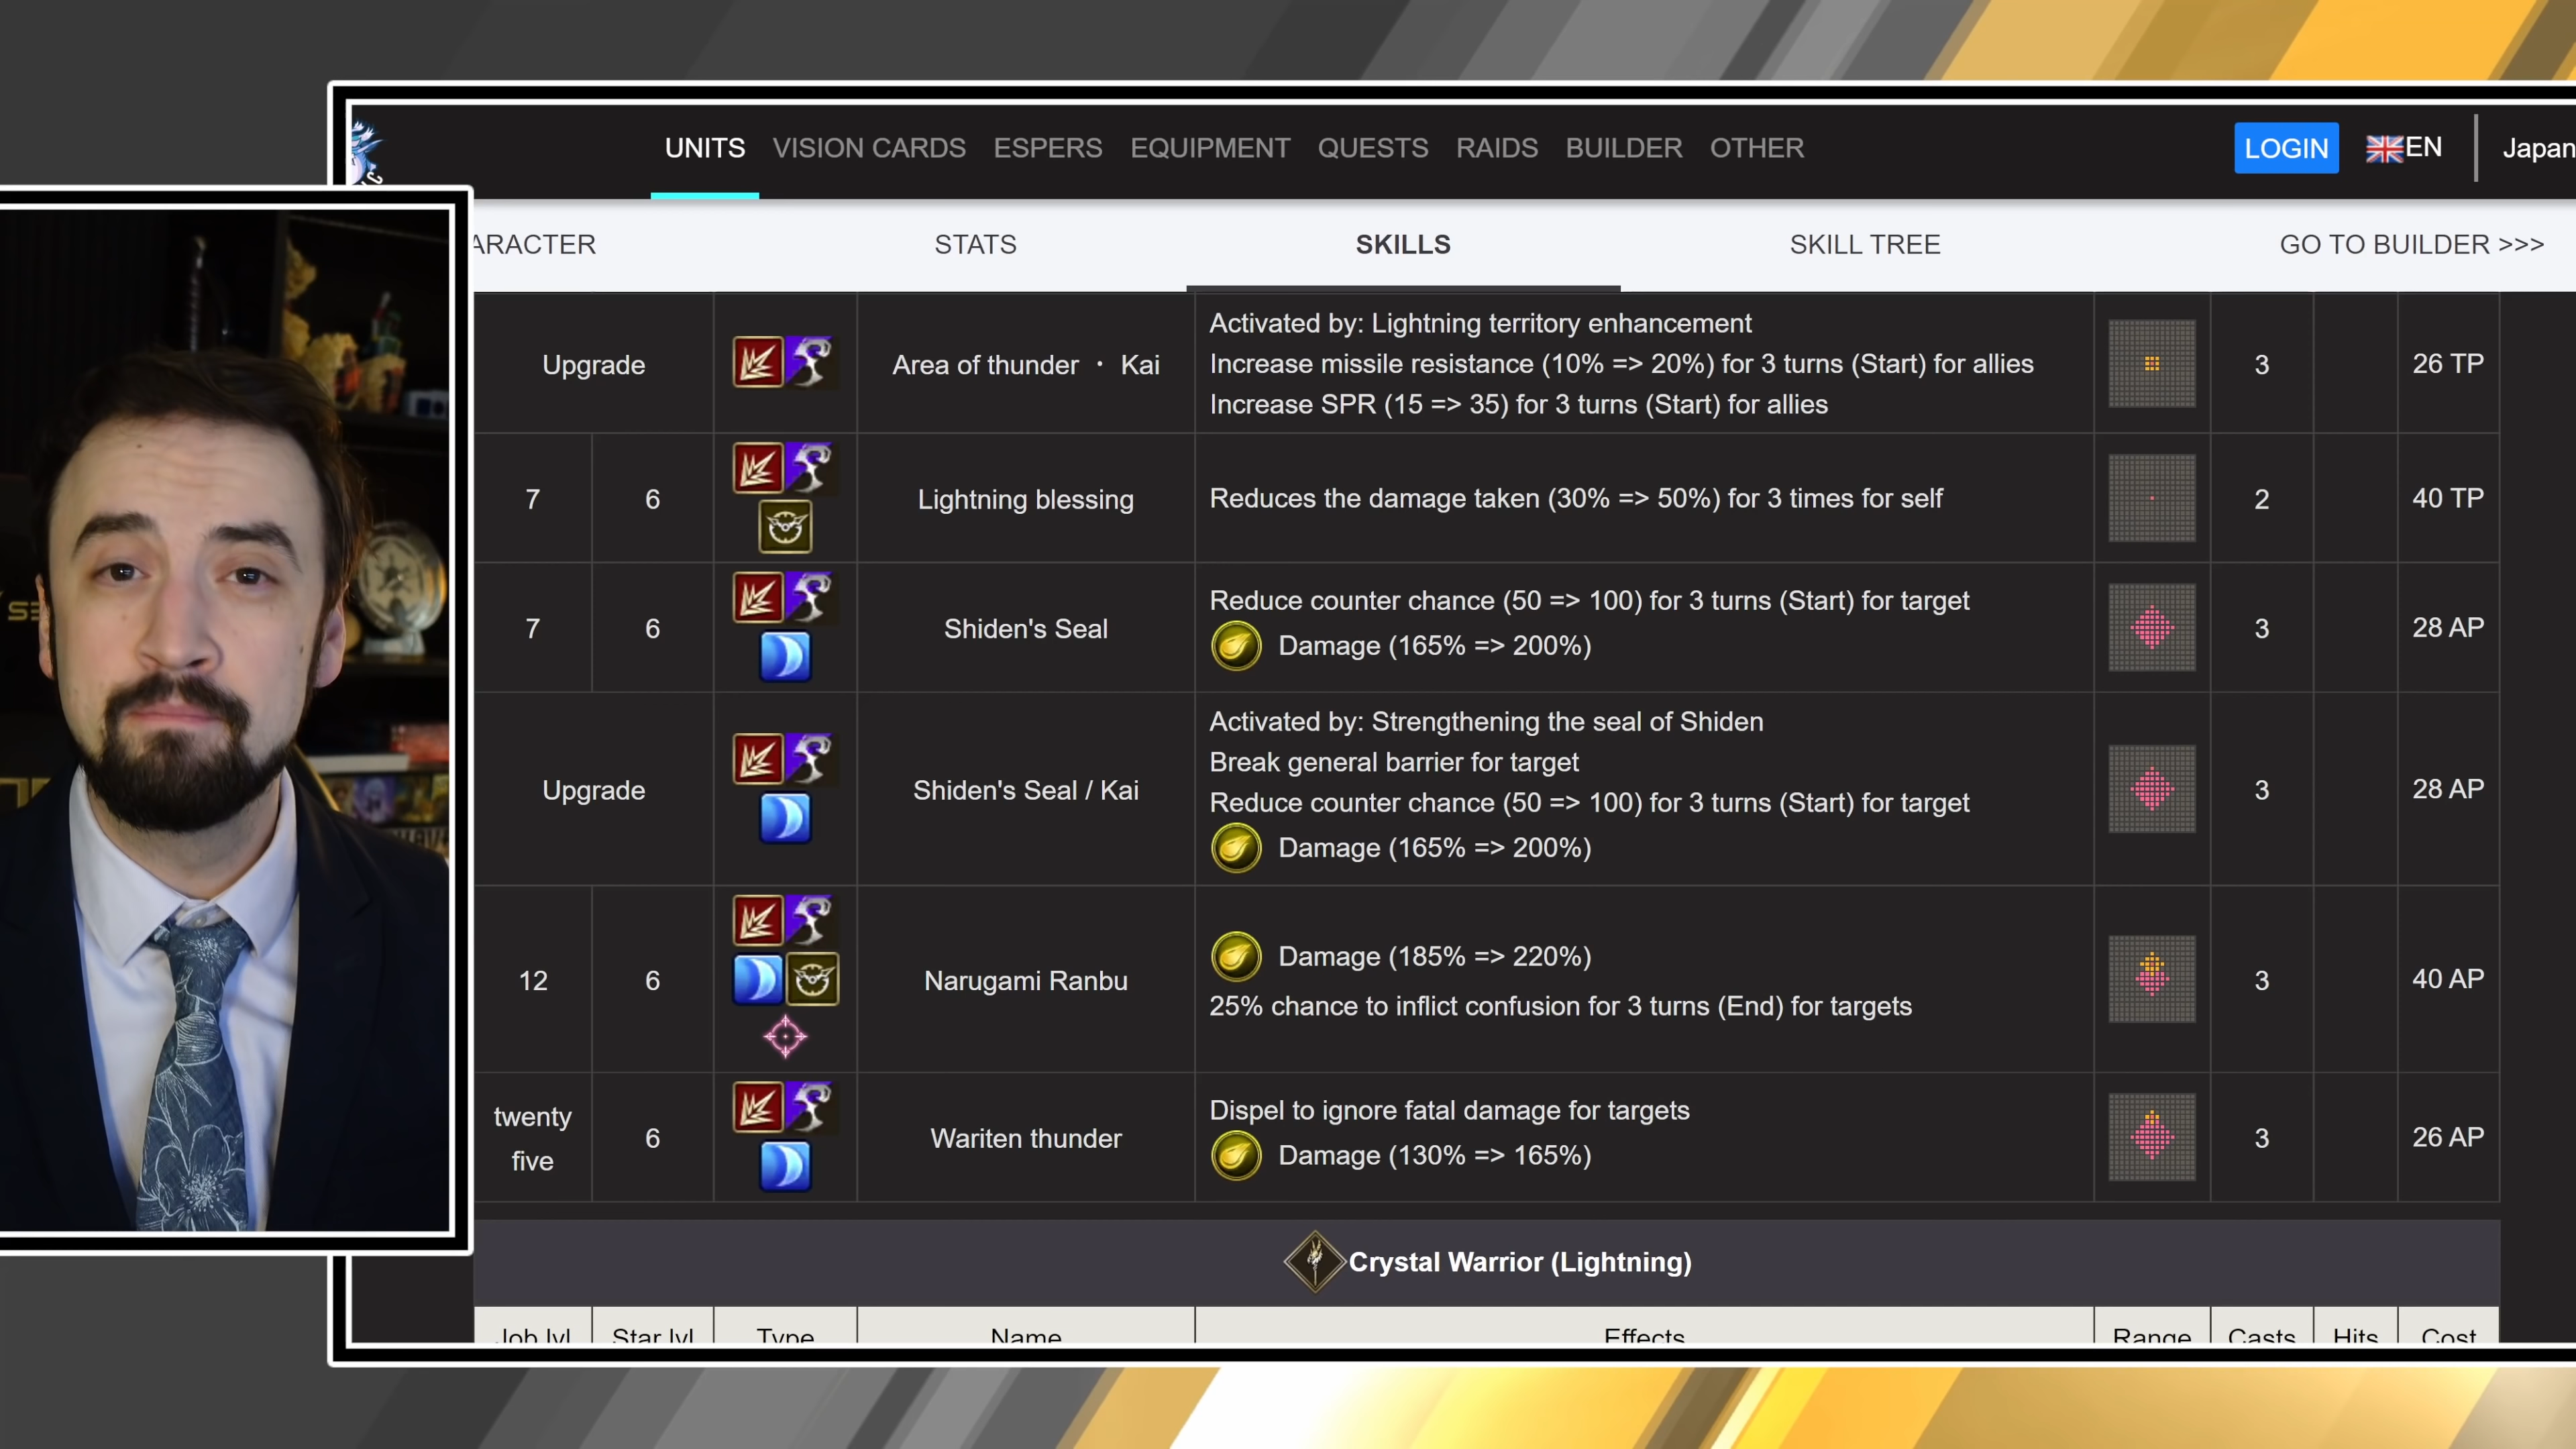 UNITS VISION CARDS ESPERS EQUIPMENT QUESTS RAIDS BUILDER OTHER LOGIN EN Japan
ARACTER STATS SKILLS SKILL TREE GO TO BUILDER >>>
Upgrade
Area of thunder ・ Kai
Activated by: Lightning territory enhancement
Increase missile resistance (10% => 20%) for 3 turns (Start) for allies
Increase SPR (15 => 35) for 3 turns (Start) for allies
3
26 TP
7
6
Lightning blessing
Reduces the damage taken (30% => 50%) for 3 times for self
2
40 TP
7
6
Shiden's Seal
Reduce counter chance (50 => 100) for 3 turns (Start) for target
Damage (165% => 200%)
3
28 AP
Upgrade
Shiden's Seal / Kai
Activated by: Strengthening the seal of Shiden
Break general barrier for target
Reduce counter chance (50 => 100) for 3 turns (Start) for target
Damage (165% => 200%)
3
28 AP
12
6
Narugami Ranbu
Damage (185% => 220%)
25% chance to inflict confusion for 3 turns (End) for targets
3
40 AP
twenty
five
6
Wariten thunder
Dispel to ignore fatal damage for targets
Damage (130% => 165%)
3
26 AP
Crystal Warrior (Lightning)
Job lvl Star lvl Type Name Effects Range Casts Hits Cost